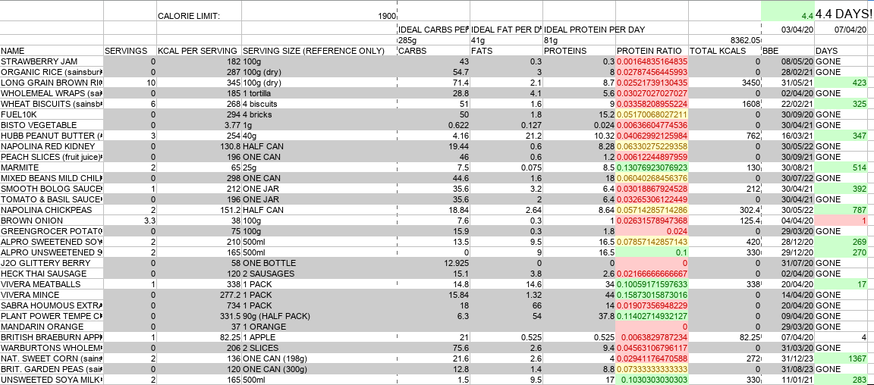 4.4 4.4 DAYS!
CALORIE LIMIT: 1900 03/04/20 07/04/20
IDEAL CARBS PER IDEAL FAT PER D IDEAL PROTEIN PER DAY
285g 41g 81g 8362.05
NAME SERVINGS KCAL PER SERVING SERVING SIZE (REFERENCE ONLY) CARBS FATS PROTEINS PROTEIN RATIO TOTAL KCALS BBE DAYS
STRAWBERRY JAM 0 182 100g 43 0.3 0.3 0.00164835164835 0 08/05/20 GONE
ORGANIC RICE (sainsbur 0 287 100g (dry) 54.7 3 8 0.02787456445993 0 28/02/21 GONE
LONG GRAIN BROWN RI 10 345 100g (dry) 71.4 2.1 8.7 0.02521739130435 3450 31/05/21 423
WHOLEMEAL WRAPS (sai 0 185 1 tortilla 28.8 4.1 5.6 0.03027027027027 0 02/04/20 GONE
WHEAT BISCUITS (sainsb 6 268 4 biscuits 51 1.6 9 0.03358208955224 1608 22/02/21 325
FUEL10K 0 294 4 bricks 50 1.8 15.2 0.05170068027211 0 30/09/20 GONE
BISTO VEGETABLE 0 3.77 1g 0.622 0.127 0.024 0.00636604774536 0 30/04/21 GONE
HUBB PEANUT BUTTER ( 3 254 40g 4.16 21.2 10.32 0.04062992125984 762 16/03/21 347
NAPOLINA RED KIDNEY 0 130.8 HALF CAN 19.44 0.6 8.28 0.06330275229358 0 30/05/22 GONE
PEACH SLICES (fruit juice) 0 196 ONE CAN 46 0.6 1.2 0.00612244897959 0 30/09/21 GONE
MARMITE 2 65 25g 7.5 0.075 8.5 0.13076923076923 130 30/08/21 514
MIXED BEANS MILD CHIL 0 298 ONE CAN 44.6 1.6 18 0.06040268456376 0 30/07/22 GONE
SMOOTH BOLOG SAUCE 1 212 ONE JAR 35.6 3.2 6.4 0.03018867924528 212 30/04/21 392
TOMATO & BASIL SAUCE 0 196 ONE JAR 35.6 2 6.4 0.03265306122449 0 30/04/21 GONE
NAPOLINA CHICKPEAS 2 151.2 HALF CAN 18.84 2.64 8.64 0.05714285714286 302.4 30/05/22 787
BROWN ONION 3.3 38 100g 7.6 0.3 1 0.02631578947368 125.4 04/04/20 1
GREENGROCER POTAT 0 75 100g 15.9 0.3 1.8 0.024 0 29/03/20 GONE
ALPRO SWEETENED SOY 2 210 500ml 13.5 9.5 16.5 0.07857142857143 420 28/12/20 269
ALPRO UNSWEETENED S 2 165 500ml 0 9 16.5 0.1 330 29/12/20 270
J2O GLITTERY BERRY 0 58 ONE BOTTLE 12.925 0 0 0 0 31/07/20 GONE
HECK THAI SAUSAGE 0 120 2 SAUSAGES 15.1 3.8 2.6 0.02166666666667 0 02/04/20 GONE
VIVERA MEATBALLS 1 338 1 PACK 14.8 14.6 34 0.10059171597633 338 20/04/20 17
VIVERA MINCE 0 277.2 1 PACK 15.84 1.32 44 0.15873015873016 0 14/04/20 GONE
SABRA HOUMOUS EXTRA 0 734 1 PACK 18 66 14 0.01907356948229 0 20/04/20 GONE
PLANT POWER TEMPE C 0 331.5 90g (HALF PACK) 6.3 54 37.8 0.11402714932127 0 09/04/20 GONE
MANDARIN ORANGE 0 37 1 ORANGE 0 0 29/03/20 GONE
BRITISH BRAEBURN APP 1 82.25 1 APPLE 21 0.525 0.525 0.0063829787234 82.25 07/04/20 4
WARBURTONS WHOLEM 0 206 2 SLICES 75.6 2.6 9.4 0.04563106796117 0 29/03/20 GONE
NAT. SWEET CORN (sain 2 136 ONE CAN (198g) 21.6 2.6 4 0.02941176470588 272 31/12/23 1367
BRIT. GARDEN PEAS (sai 0 120 ONE CAN (300g) 12.8 1.4 8.8 0.07333333333333 0 31/08/23 GONE
UNSWEETED SOYA MILK 2 165 500ml 1.5 9.5 17 0.1030303030303 330 11/01/21 283